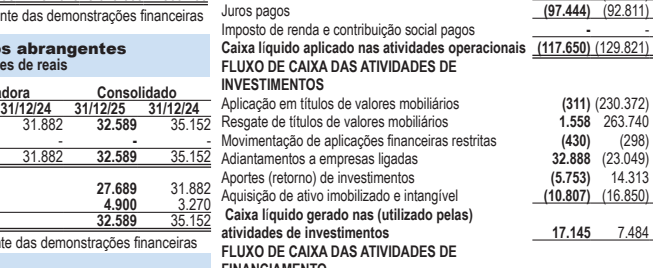 nte das demonstrações financeiras
os abrangentes
es de reais
adora Consolidado
31/12/24 31/12/25 31/12/24
31.882 32.589 35.152
- - -
31.882 32.589 35.152
27.689 31.882
4.900 3.270
32.589 35.152
te das demonstrações financeiras
Juros pagos (97.444) (92.811)
Imposto de renda e contribuição social pagos - -
Caixa líquido aplicado nas atividades operacionais (117.650) (129.821)
FLUXO DE CAIXA DAS ATIVIDADES DE
INVESTIMENTOS
Aplicação em títulos de valores mobiliários (311) (230.372)
Resgate de títulos de valores mobiliários 1.558 263.740
Movimentação de aplicações financeiras restritas (430) (298)
Adiantamentos a empresas ligadas 32.888 (23.049)
Aportes (retorno) de investimentos (5.753) 14.313
Aquisição de ativo imobilizado e intangível (10.807) (16.850)
Caixa líquido gerado nas (utilizado pelas)
atividades de investimentos 17.145 7.484
FLUXO DE CAIXA DAS ATIVIDADES DE
FINANCIAMENTO